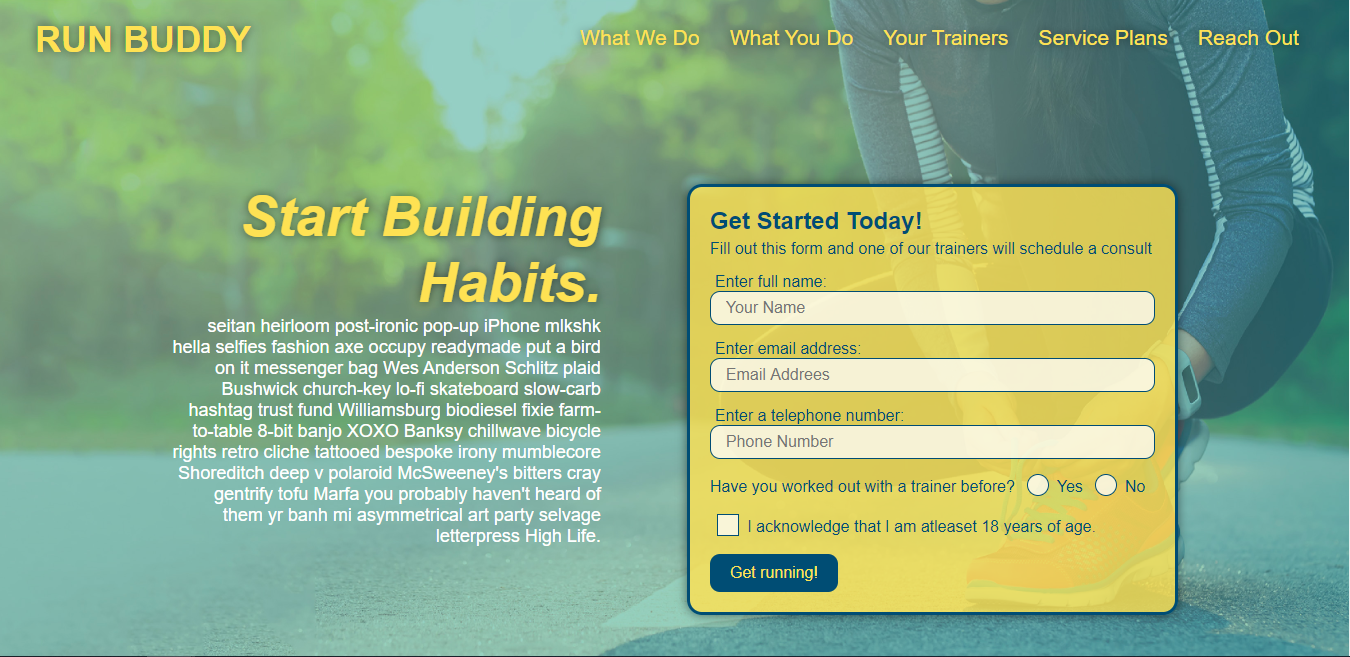 RUN BUDDY
What We Do What You Do Your Trainers Service Plans Reach Out
Start Building
Habits.
seitan heirloom post-ironic pop-up iPhone mlkshk
hella selfies fashion axe occupy readymade put a bird
on it messenger bag Wes Anderson Schlitz plaid
Bushwick church-key lo-fi skateboard slow-carb
hashtag trust fund Williamsburg biodiesel fixie farm-
to-table 8-bit banjo XOXO Banksy chillwave bicycle
rights retro cliche tattooed bespoke irony mumblecore
Shoreditch deep v polaroid McSweeney's bitters cray
gentrify tofu Marfa you probably haven't heard of
them yr banh mi asymmetrical art party selvage
letterpress High Life.
Get Started Today!
Fill out this form and one of our trainers will schedule a consult
Enter full name:
Your Name
Enter email address:
Email Addrees
Enter a telephone number:
Phone Number
Have you worked out with a trainer before? Yes No
I acknowledge that I am atleaset 18 years of age.
Get running!